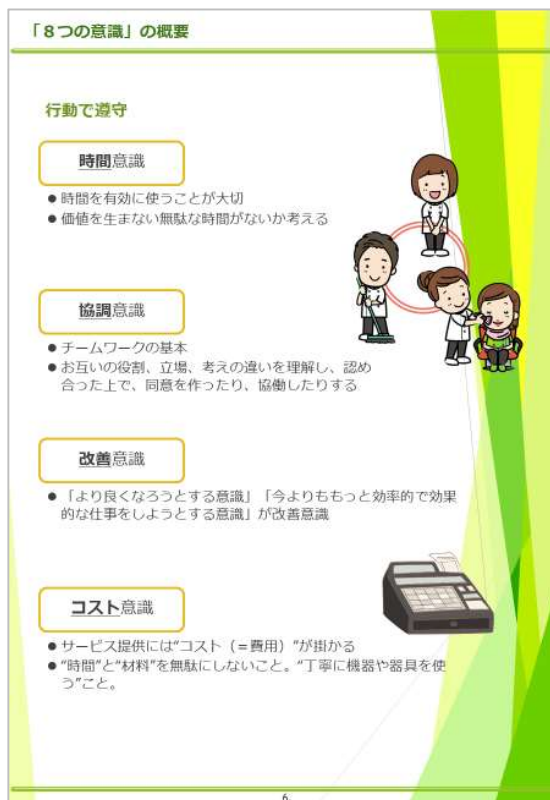 「８つの意識」の概要
行動で遵守
時間意識
● 時間を有効に使うことが大切
● 価値を生まない無駄な時間がないか考える
協調意識
● チームワークの基本
● お互いの役割、立場、考えの違いを理解し、認め
合った上で、同意を作ったり、協働したりする
改善意識
● 「より良くなろうとする意識」「今よりももっと効率的で効果
的な仕事をしようとする意識」が改善意識
コスト意識
● サービス提供には“コスト（＝費用）”が掛かる
● “時間”と“材料”を無駄にしないこと。“丁寧に機器や器具を使
う”こと。
6